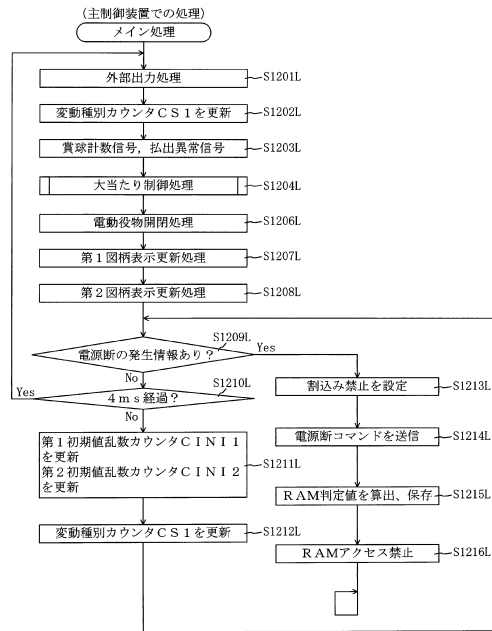 (主制御装置での処理)
メイン処理
外部出力処理 S1201L
変動種別カウンタCS1を更新 S1202L
賞球計数信号,払出異常信号 S1203L
大当たり制御処理 S1204L
電動役物開閉処理 S1206L
第1図柄表示更新処理 S1207L
第2図柄表示更新処理 S1208L
電源断の発生情報あり? S1209L
Yes
No
4ms経過? S1210L
Yes
No
第1初期値乱数カウンタCINI1
を更新
第2初期値乱数カウンタCINI2
を更新
S1211L
変動種別カウンタCS1を更新 S1212L
割込み禁止を設定 S1213L
電源断コマンドを送信 S1214L
RAM判定値を算出、保存 S1215L
RAMアクセス禁止 S1216L